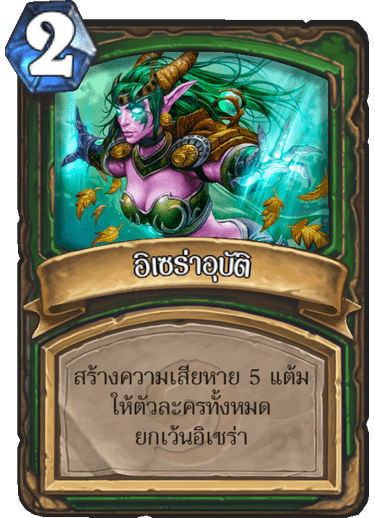 2
อิเซร่าอุบัติ
สร้างความเสียหาย 5 แต้ม
ให้ตัวละครทั้งหมด
ยกเว้นอิเซร่า